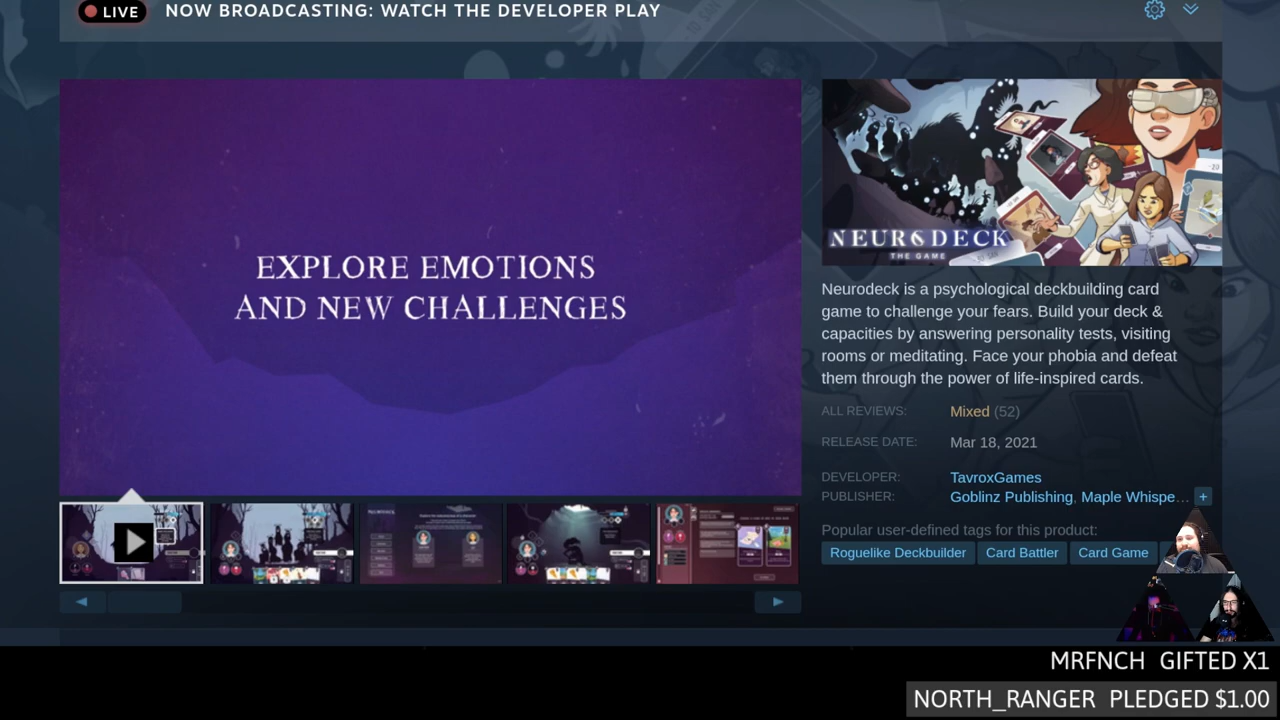 LIVE
NOW BROADCASTING: WATCH THE DEVELOPER PLAY
EXPLORE EMOTIONS
AND NEW CHALLENGES
NEURODECK
THE GAME
Neurodeck is a psychological deckbuilding card
game to challenge your fears. Build your deck &
capacities by answering personality tests, visiting
rooms or meditating. Face your phobia and defeat
them through the power of life-inspired cards.
ALL REVIEWS: Mixed (52)
RELEASE DATE: Mar 18, 2021
DEVELOPER: TavroxGames
PUBLISHER: Goblinz Publishing, Maple Whispe... +
Popular user-defined tags for this product:
Roguelike Deckbuilder Card Battler Card Game
MRFNCH GIFTED X1
NORTH_RANGER PLEDGED $1.00